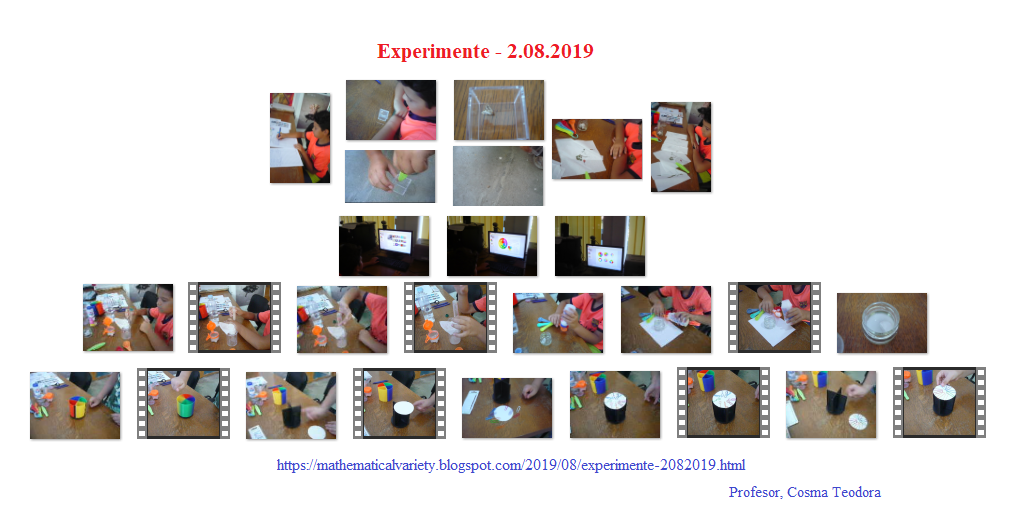 Experimente - 2.08.2019
https://mathematicalvariety.blogspot.com/2019/08/experimente-2082019.html
Profesor, Cosma Teodora